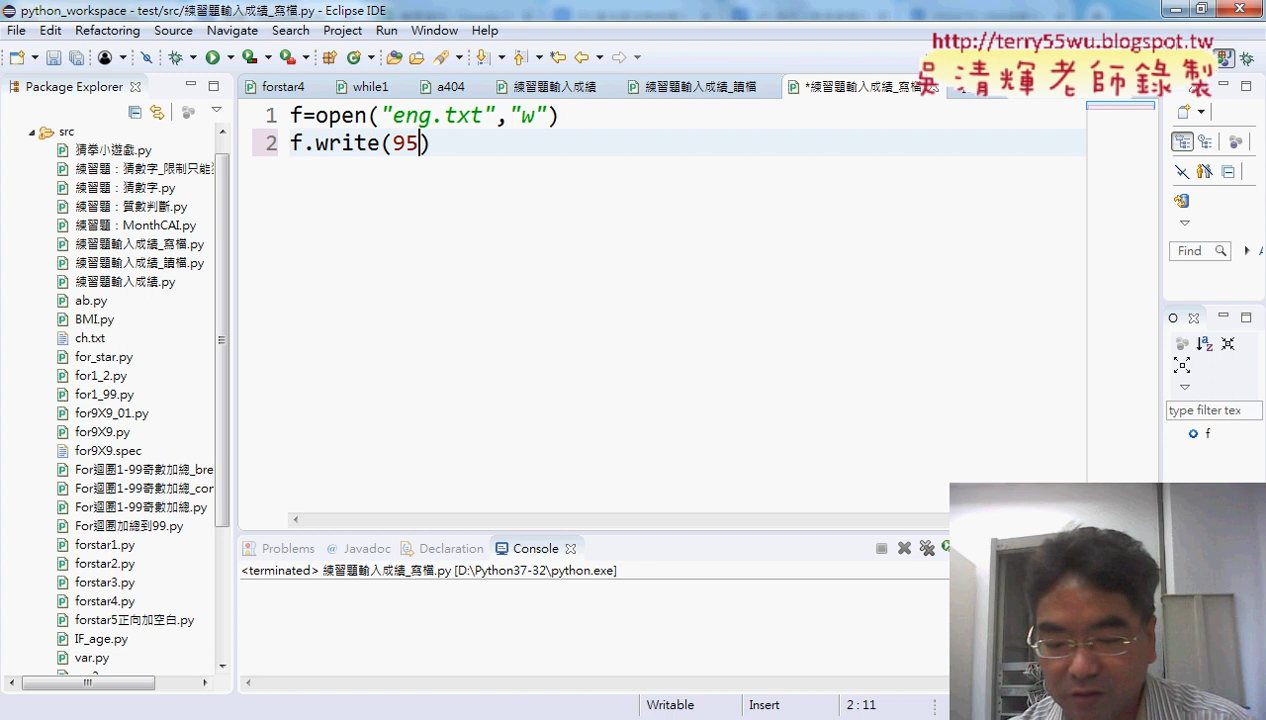 python_workspace - test/src/練習題輸入成績_寫檔.py - Eclipse IDE
File Edit Refactoring Source Navigate Search Project Run Window Help
http://terry55wu.blogspot.tw
吳清輝老師錄製
Package Explorer
forstar4
while1
a404
練習題輸入成績
練習題輸入成績_讀檔
*練習題輸入成績_寫檔
src
猜拳小遊戲.py
練習題：猜數字_限制只能
練習題：猜數字.py
練習題：質數判斷.py
練習題：MonthCAI.py
練習題輸入成績_寫檔.py
練習題輸入成績_讀檔.py
練習題輸入成績.py
ab.py
BMI.py
ch.txt
for_star.py
for1_2.py
for1_99.py
for9X9_01.py
for9X9.py
for9X9.spec
For迴圈1-99奇數加總_bre
For迴圈1-99奇數加總_cor
For迴圈1-99奇數加總.py
For迴圈加總到99.py
forstar1.py
forstar2.py
forstar3.py
forstar4.py
forstar5正向加空白.py
IF_age.py
var.py
1 f=open("eng.txt","w")
2 f.write(95)
Find
O
type filter tex
f
Problems
Javadoc
Declaration
Console
<terminated> 練習題輸入成績_寫檔.py [D:\Python37-32\python.exe]
Writable
Insert
2 : 11